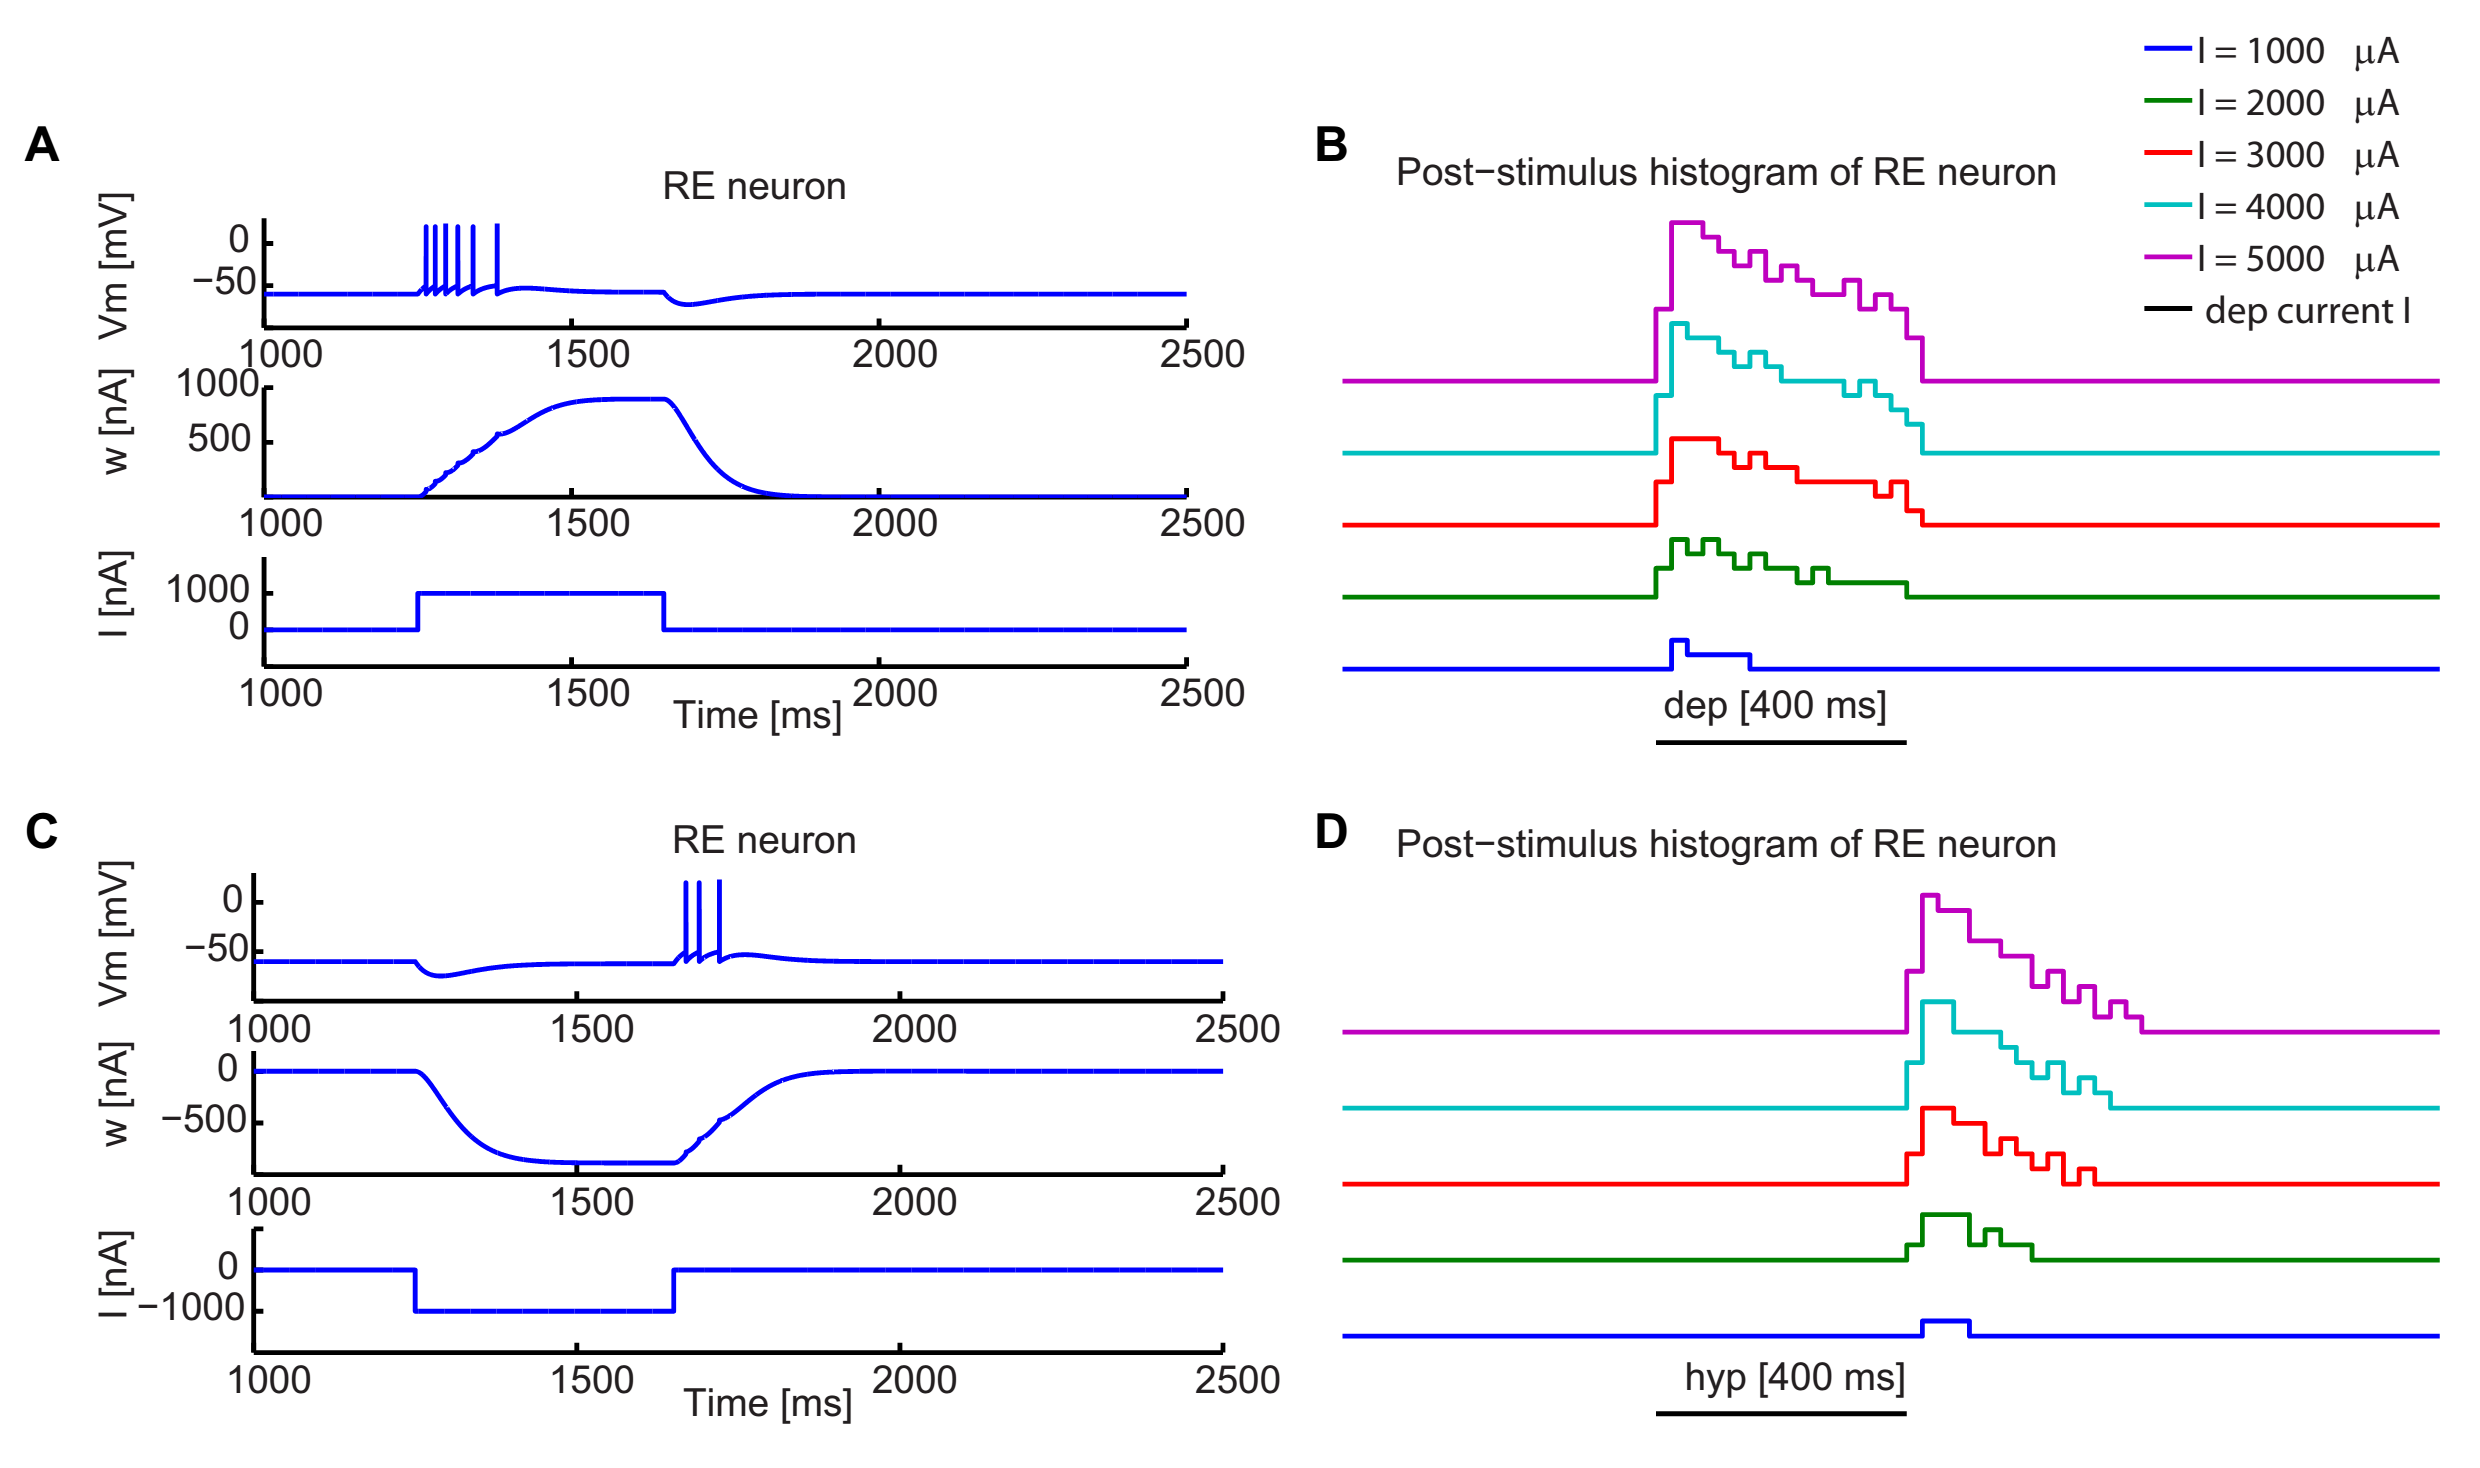 I = 1000 μA
I = 2000 μA
I = 3000 μA
I = 4000 μA
I = 5000 μA
dep current I
A
RE neuron
Vm [mV]
0
−50
1000 1500 2000 2500
w [nA]
1000
500
1000 1500 2000 2500
I [nA]
1000
0
1000 1500 2000 2500
Time [ms]
B
Post−stimulus histogram of RE neuron
dep [400 ms]
C
RE neuron
Vm [mV]
0
−50
1000 1500 2000 2500
w [nA]
0
−500
1000 1500 2000 2500
I [nA]
0
−1000
1000 1500 2000 2500
Time [ms]
D
Post−stimulus histogram of RE neuron
hyp [400 ms]